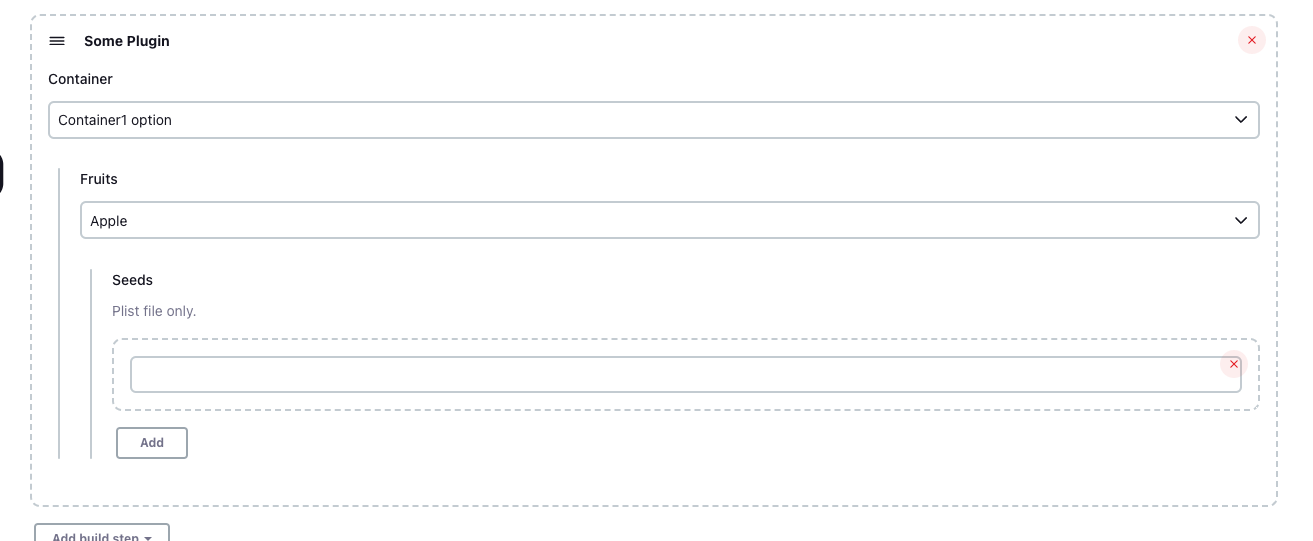 Some Plugin
Container
Container1 option
Fruits
Apple
Seeds
Plist file only.
Add
Add build step